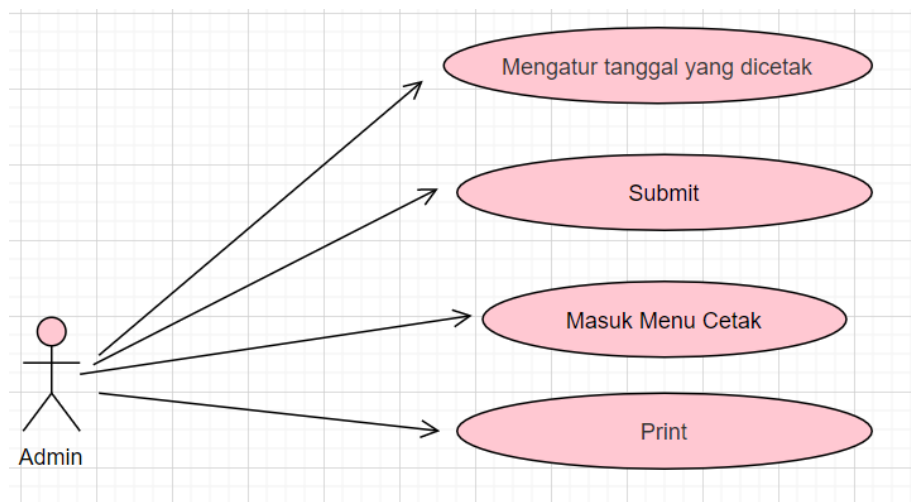 Mengatur tanggal yang dicetak
Submit
Masuk Menu Cetak
Print
Admin